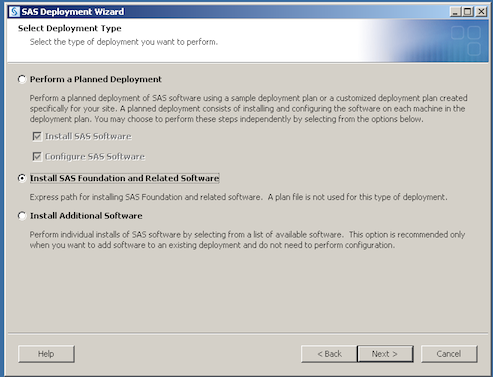 SAS Deployment Wizard
Select Deployment Type
Select the type of deployment you want to perform.
Perform a Planned Deployment
Perform a planned deployment of SAS software using a sample deployment plan or a customized deployment plan created
specifically for your site. A planned deployment consists of installing and configuring the software on each machine in the
deployment plan. You may choose to perform these steps independently by selecting from the options below.
Install SAS Software
Configure SAS Software
Install SAS Foundation and Related Software
Express path for installing SAS Foundation and related software. A plan file is not used for this type of deployment.
Install Additional Software
Perform individual installs of SAS software by selecting from a list of available software. This option is recommended only
when you want to add software to an existing deployment and do not need to perform configuration.
Help
< Back
Next >
Cancel